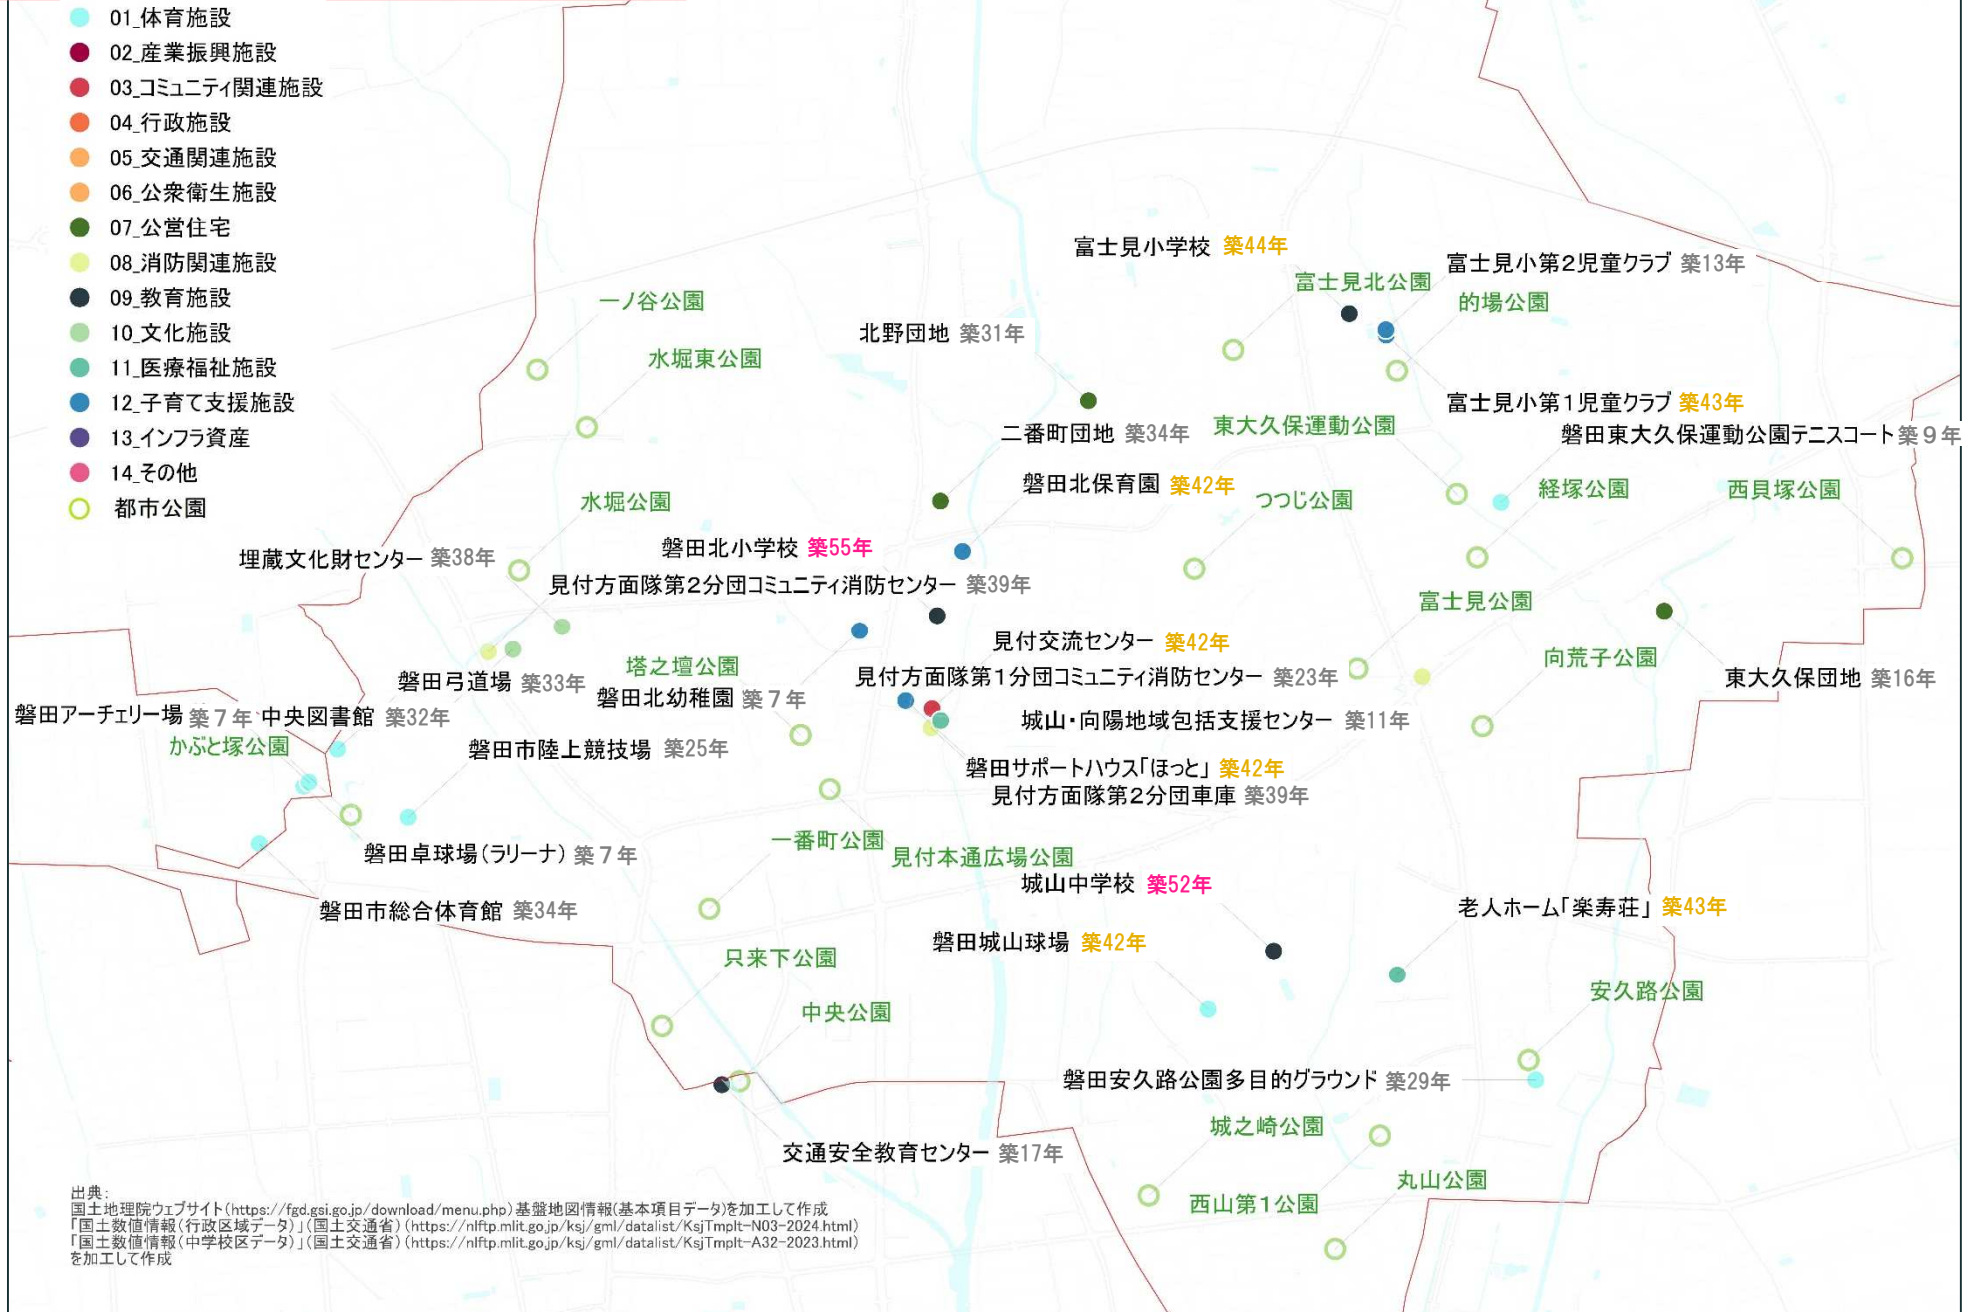 01_体育施設
02_産業振興施設
03_コミュニティ関連施設
04_行政施設
05_交通関連施設
06_公衆衛生施設
07_公営住宅
08_消防関連施設
09_教育施設
10_文化施設
11_医療福祉施設
12_子育て支援施設
13_インフラ資産
14_その他
都市公園
富士見小学校 築44年
富士見小第2児童クラブ 築13年
富士見北公園
的場公園
一ノ谷公園
北野団地 築31年
水堀東公園
富士見小第1児童クラブ 築43年
東大久保運動公園
二番町団地 築34年
磐田東大久保運動公園テニスコート 築9年
磐田北保育園 築42年
経塚公園
西貝塚公園
水堀公園
つつじ公園
磐田北小学校 築55年
埋蔵文化財センター 築38年
見付方面隊第2分団コミュニティ消防センター 築39年
富士見公園
見付交流センター 築42年
向荒子公園
塔之壇公園
見付方面隊第1分団コミュニティ消防センター 築23年
東大久保団地 築16年
磐田弓道場 築33年
磐田北幼稚園 築7年
磐田アーチェリー場 築7年
中央図書館 築32年
城山・向陽地域包括支援センター 築11年
かぶと塚公園
磐田市陸上競技場 築25年
磐田サポートハウス「ほっと」 築42年
見付方面隊第2分団車庫 築39年
一番町公園
磐田卓球場(ラリーナ) 築7年
見付本通広場公園
城山中学校 築52年
磐田市総合体育館 築34年
老人ホーム「楽寿荘」 築43年
磐田城山球場 築42年
只来下公園
安久路公園
中央公園
磐田安久路公園多目的グラウンド 築29年
城之崎公園
交通安全教育センター 築17年
丸山公園
西山第1公園
出典:
国土地理院ウェブサイト(https://fgd.gsi.go.jp/download/menu.php)基盤地図情報(基本項目データ)を加工して作成
「国土数値情報(行政区域データ)」(国土交通省)(https://nlftp.mlit.go.jp/ksj/gml/datalist/KsjTmplt-N03-2024.html)
「国土数値情報(中学校区データ)」(国土交通省)(https://nlftp.mlit.go.jp/ksj/gml/datalist/KsjTmplt-A32-2023.html)
を加工して作成